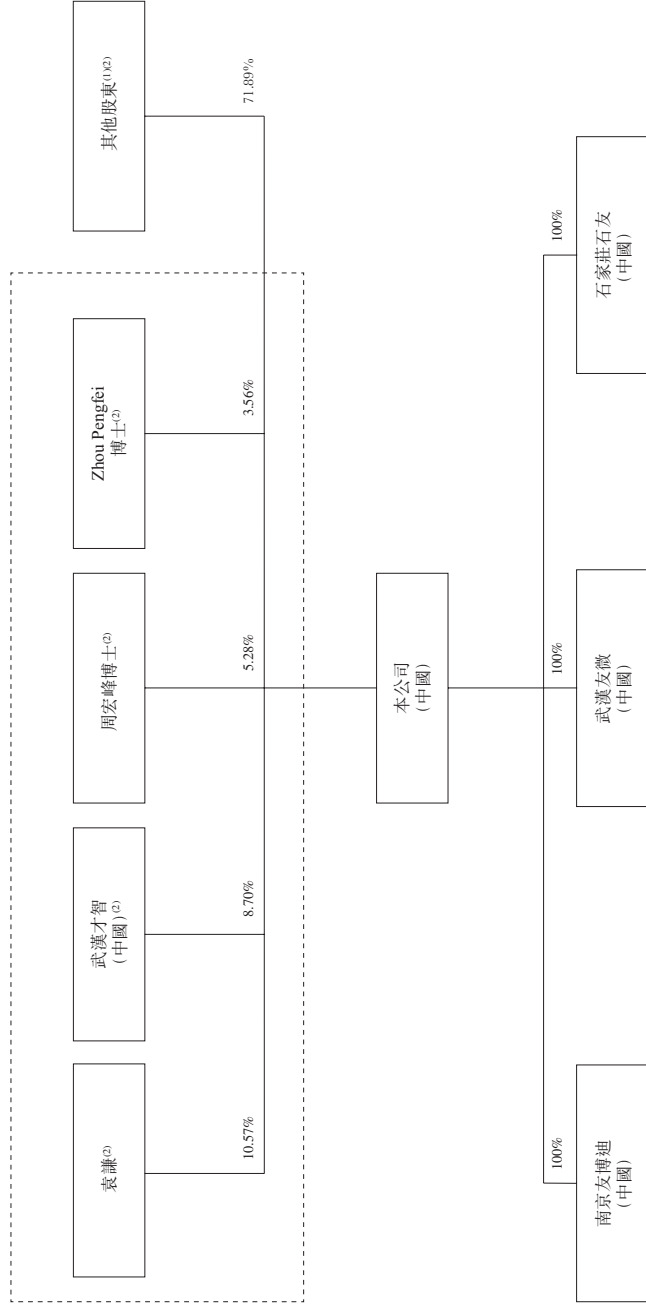 袁謙(2)
武漢才智
(中國)(2)
周宏峰博士(2)
Zhou Pengfei
博士(2)
其他股東(1)(2)
10.57%
8.70%
5.28%
3.56%
71.89%
本公司
(中國)
100%
100%
100%
南京友博迪
(中國)
武漢友微
(中國)
石家莊石友
(中國)